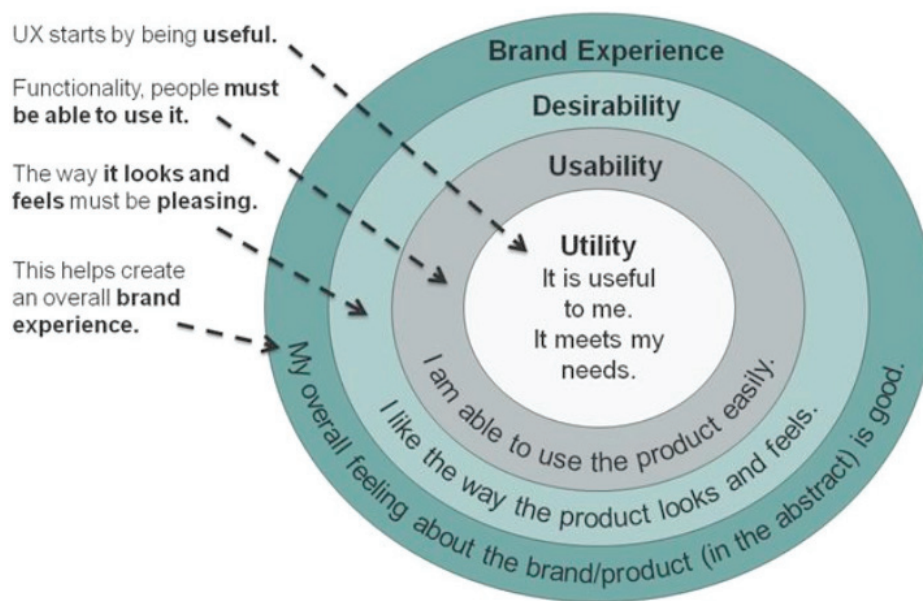 UX starts by being useful.
Functionality, people must
be able to use it.
The way it looks and
feels must be pleasing.
This helps create
an overall brand
experience.
Brand Experience
Desirability
Usability
Utility
It is useful
to me.
It meets my
needs.
I am able to use the product easily.
I like the way the product looks and feels.
My overall feeling about the brand/product (in the abstract) is good.